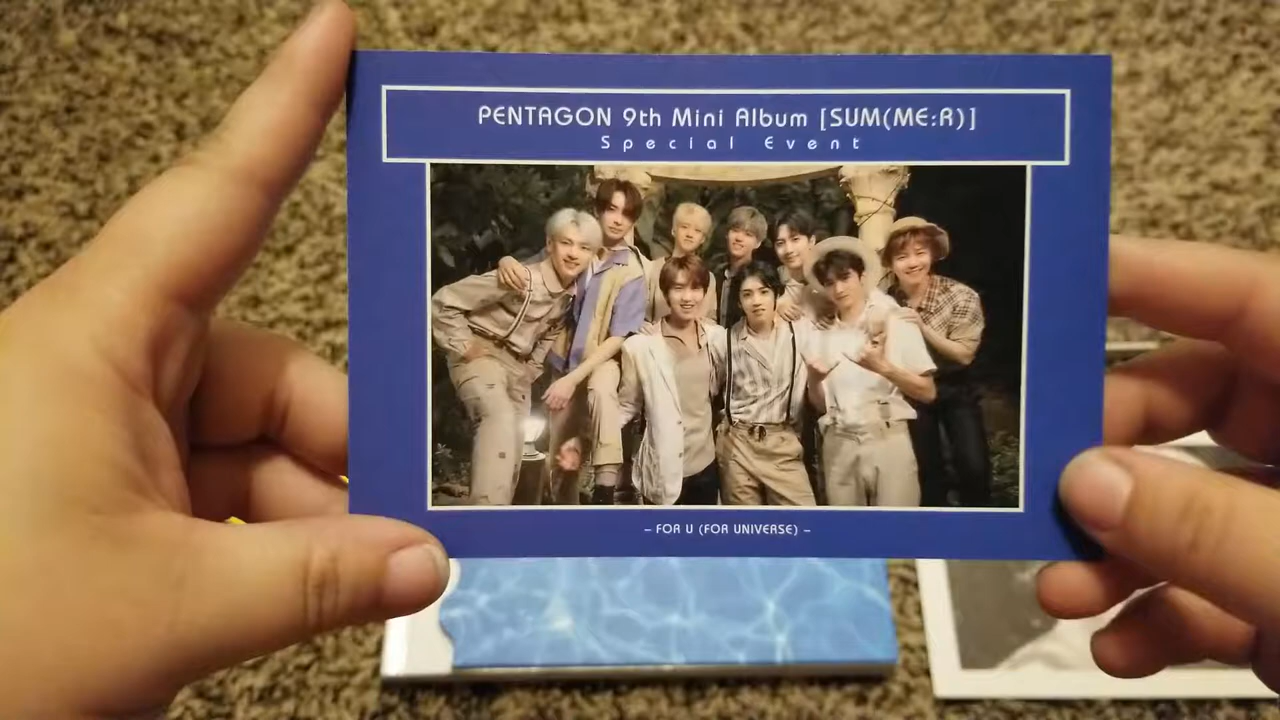 PENTAGON 9th Mini Album [SUM(ME:R)]
Special Event
– FOR U (FOR UNIVERSE) –